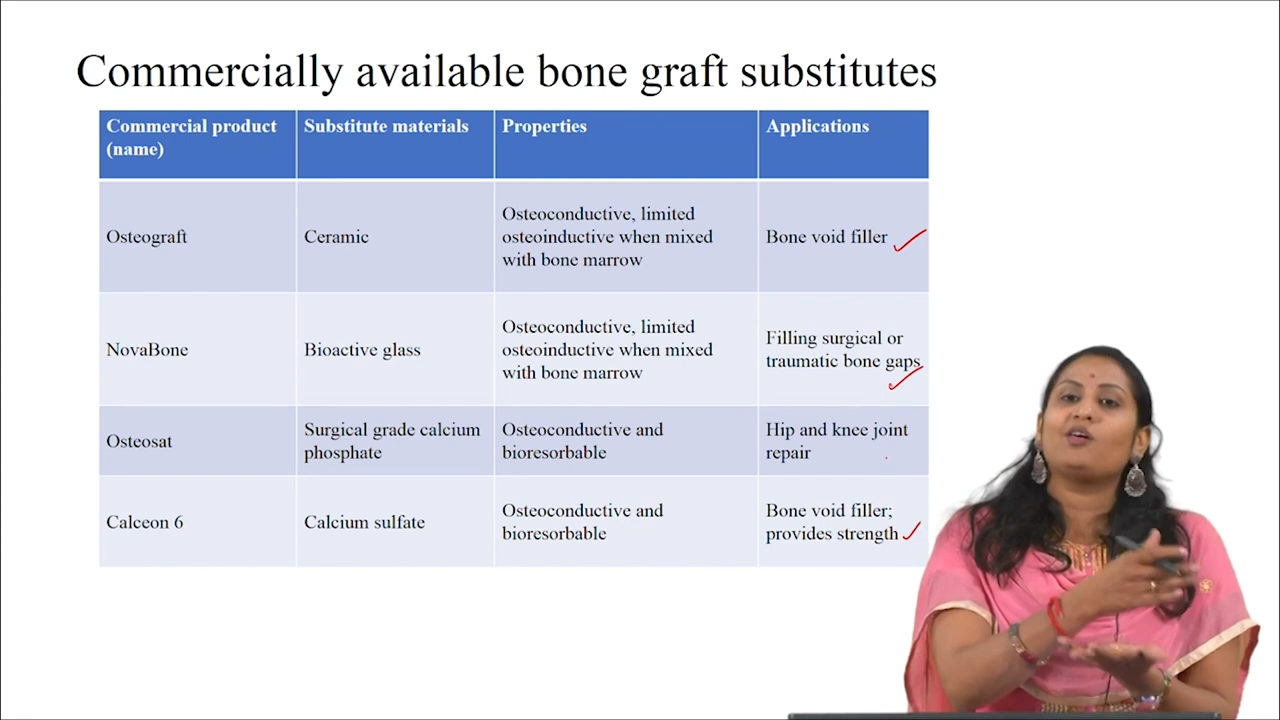 Commercially available bone graft substitutes
Commercial product
(name)
Substitute materials
Properties
Applications
Osteograft
Ceramic
Osteoconductive, limited
osteoinductive when mixed
with bone marrow
Bone void filler
NovaBone
Bioactive glass
Osteoconductive, limited
osteoinductive when mixed
with bone marrow
Filling surgical or
traumatic bone gaps
Osteosat
Surgical grade calcium
phosphate
Osteoconductive and
bioresorbable
Hip and knee joint
repair
Calceon 6
Calcium sulfate
Osteoconductive and
bioresorbable
Bone void filler;
provides strength